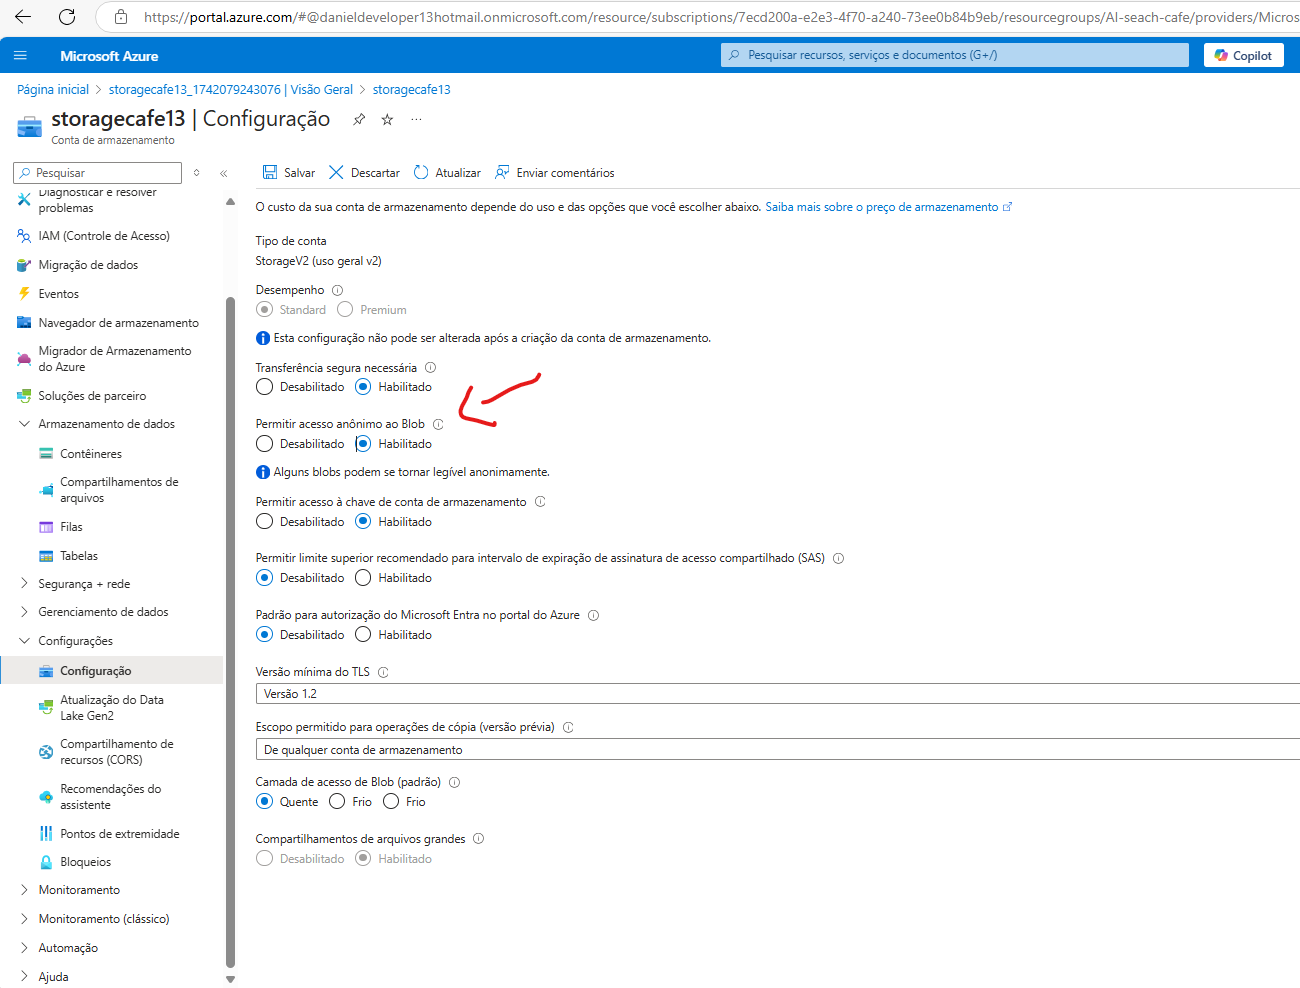 https://portal.azure.com/#@danieldeveloper13hotmail.onmicrosoft.com/resource/subscriptions/7ecd200a-e2e3-4f70-a240-73ee0b84b9eb/resourcegroups/AI-seach-cafe/providers/Micros
Microsoft Azure
Pesquisar recursos, serviços e documentos (G+/)
Copilot
Página inicial > storagecafe13_1742079243076 | Visão Geral > storagecafe13
storagecafe13 | Configuração
Conta de armazenamento
Pesquisar
Diagnosticar e resolver
problemas
IAM (Controle de Acesso)
Migração de dados
Eventos
Navegador de armazenamento
Migrador de Armazenamento
do Azure
Soluções de parceiro
Armazenamento de dados
Contêineres
Compartilhamentos de
arquivos
Filas
Tabelas
Segurança + rede
Gerenciamento de dados
Configurações
Configuração
Atualização do Data
Lake Gen2
Compartilhamento de
recursos (CORS)
Recomendações do
assistente
Pontos de extremidade
Bloqueios
Monitoramento
Monitoramento (clássico)
Automação
Ajuda
Salvar Descartar Atualizar Enviar comentários
O custo da sua conta de armazenamento depende do uso e das opções que você escolher abaixo. Saiba mais sobre o preço de armazenamento
Tipo de conta
StorageV2 (uso geral v2)
Desempenho
Standard Premium
Esta configuração não pode ser alterada após a criação da conta de armazenamento.
Transferência segura necessária
Desabilitado Habilitado
Permitir acesso anônimo ao Blob
Desabilitado Habilitado
Alguns blobs podem se tornar legível anonimamente.
Permitir acesso à chave de conta de armazenamento
Desabilitado Habilitado
Permitir limite superior recomendado para intervalo de expiração de assinatura de acesso compartilhado (SAS)
Desabilitado Habilitado
Padrão para autorização do Microsoft Entra no portal do Azure
Desabilitado Habilitado
Versão mínima do TLS
Versão 1.2
Escopo permitido para operações de cópia (versão prévia)
De qualquer conta de armazenamento
Camada de acesso de Blob (padrão)
Quente Frio Frio
Compartilhamentos de arquivos grandes
Desabilitado Habilitado